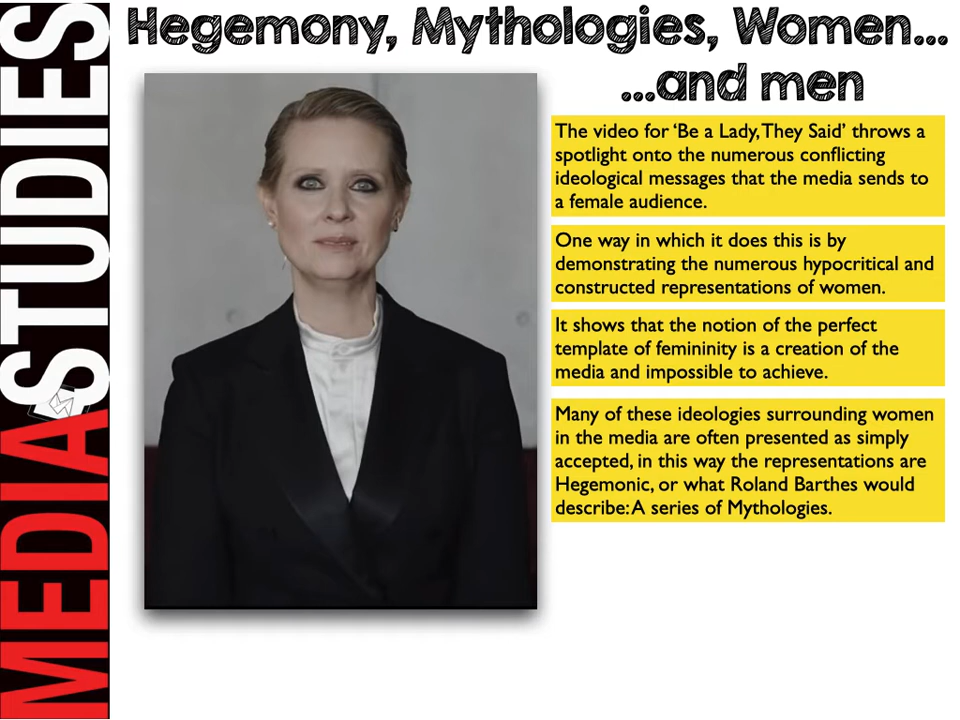 MEDIA STUDIES
Hegemony, Mythologies, Women...
...and men
The video for ‘Be a Lady, They Said’ throws a
spotlight onto the numerous conflicting
ideological messages that the media sends to
a female audience.
One way in which it does this is by
demonstrating the numerous hypocritical and
constructed representations of women.
It shows that the notion of the perfect
template of femininity is a creation of the
media and impossible to achieve.
Many of these ideologies surrounding women
in the media are often presented as simply
accepted, in this way the representations are
Hegemonic, or what Roland Barthes would
describe: A series of Mythologies.